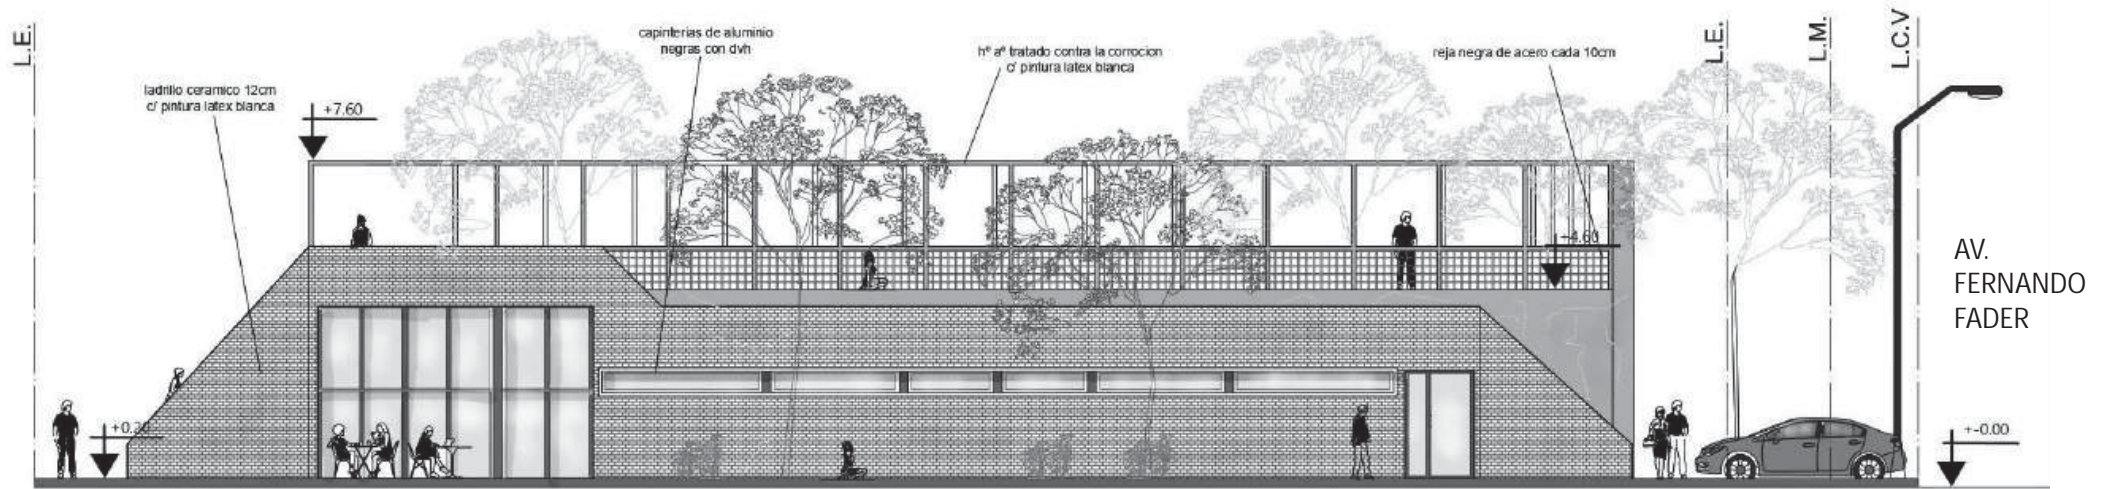 L.E.
ladrillo ceramico 12cm
c/ pintura latex blanca
+7.60
capinterias de aluminio
negras con dvh
hº aº tratado contra la corrocion
c/ pintura latex blanca
reja negra de acero cada 10cm
L.E.
L.M.
L.C.V
+4.60
AV.
FERNANDO
FADER
+0.20
+-0.00